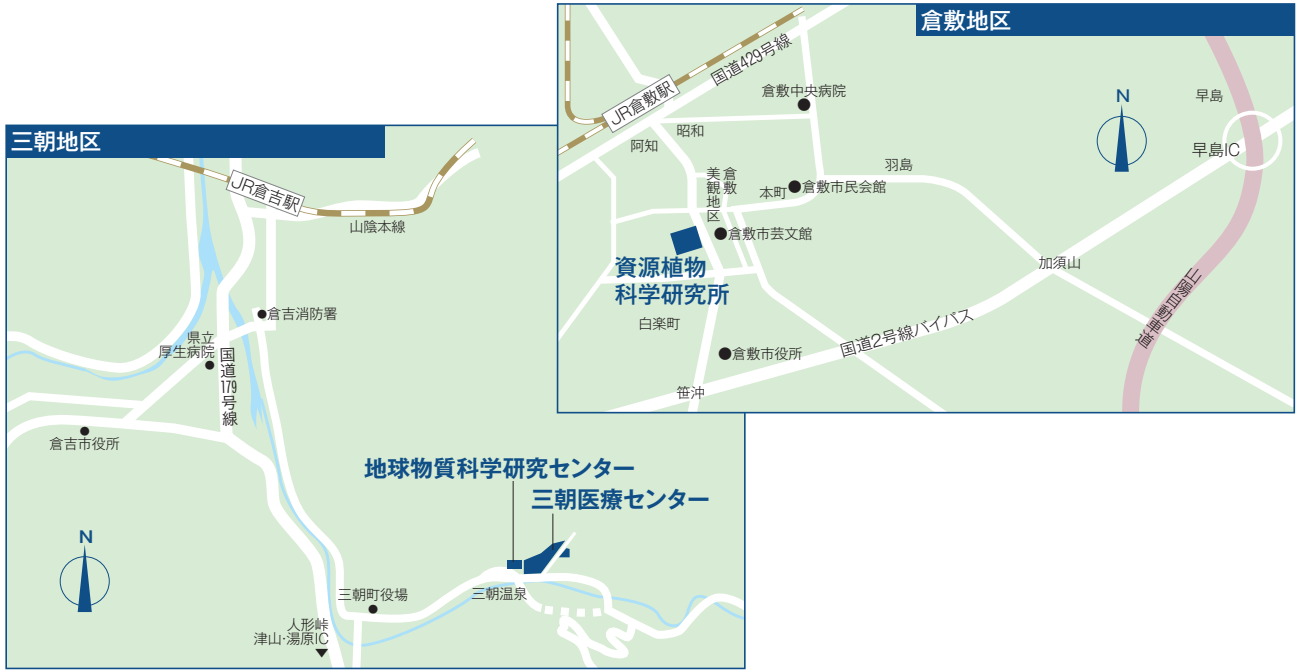 三朝地区
JR倉吉駅
山陰本線
倉吉消防署
県立
厚生病院
国道179号線
倉吉市役所
地球物質科学研究センター
三朝医療センター
N
三朝町役場
三朝温泉
人形峠
津山・湯原IC
倉敷地区
国道429号線
JR倉敷駅
倉敷中央病院
昭和
阿知
N
早島
早島IC
羽島
倉敷
美観地区
本町
倉敷市民会館
倉敷市芸文館
資源植物
科学研究所
加須山
山陽自動車道
白楽町
国道2号線バイパス
倉敷市役所
笹沖